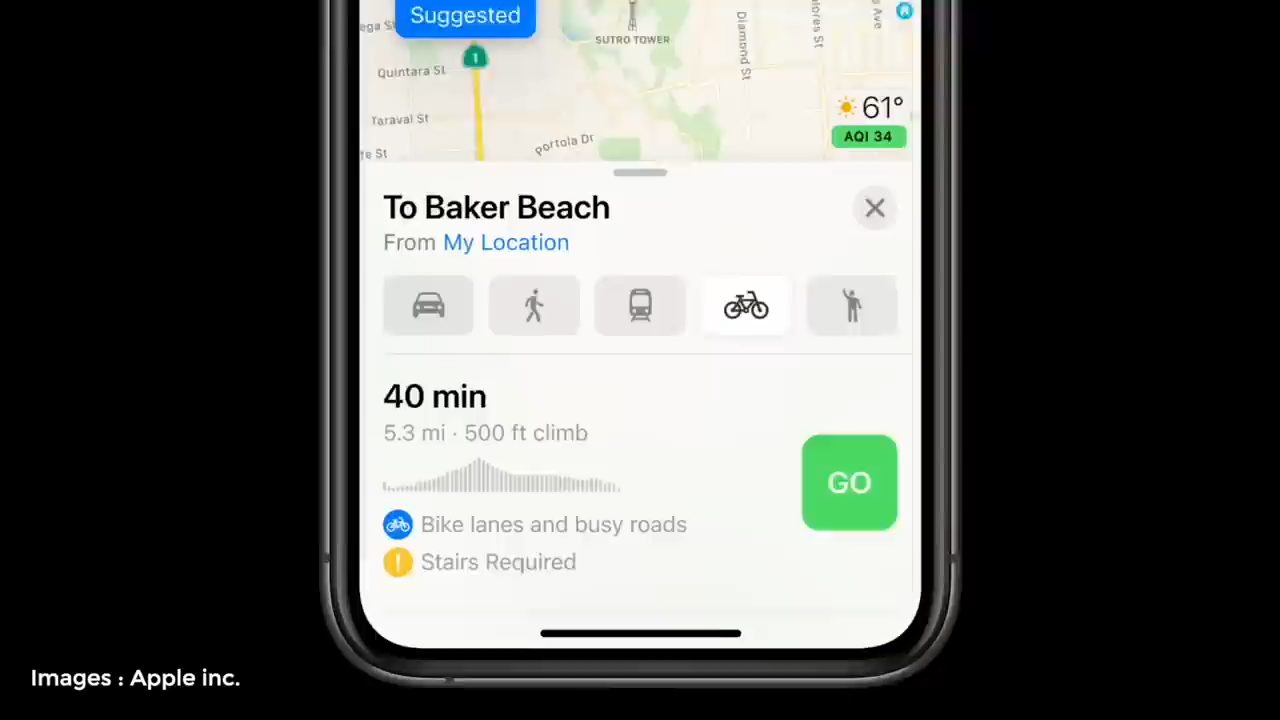 Suggested
SUTRO TOWER
1
Quintara St
Taraval St
Portola Dr
Diamond St
61°
AQI 34
To Baker Beach
From My Location
GO
40 min
5.3 mi · 500 ft climb
Bike lanes and busy roads
! Stairs Required
Images : Apple inc.